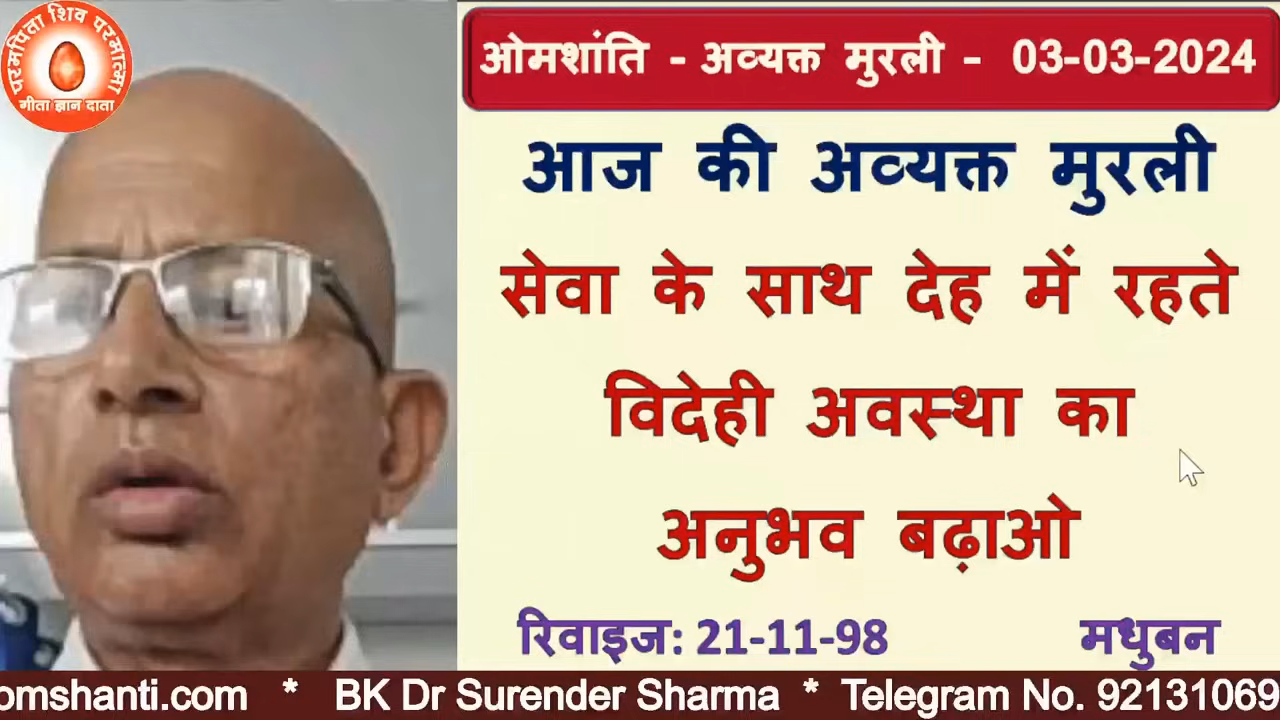 परमपिता शिव परमात्मा
गीता ज्ञान दाता
ओमशांति - अव्यक्त मुरली - 03-03-2024
आज की अव्यक्त मुरली
सेवा के साथ देह में रहते
विदेही अवस्था का
अनुभव बढ़ाओ
रिवाइज: 21-11-98 मधुबन
omshanti.com * BK Dr Surender Sharma * Telegram No. 92131069